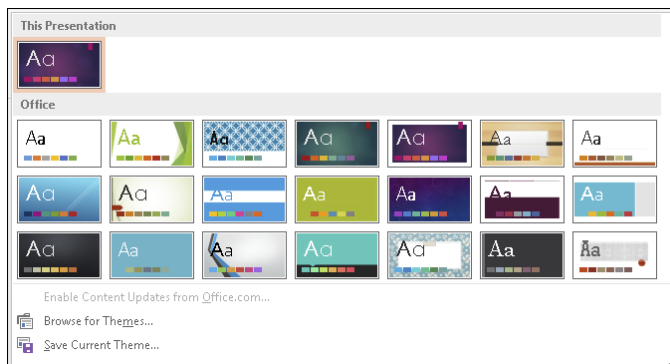 This Presentation
Aa
Office
Aa Aa Aa Aa Aa Aa Aa
Aa Aa Aa Aa Aa Aa Aa
Aa Aa Aa Aa Aa Aa Aa
Enable Content Updates from Office.com...
Browse for Themes...
Save Current Theme...